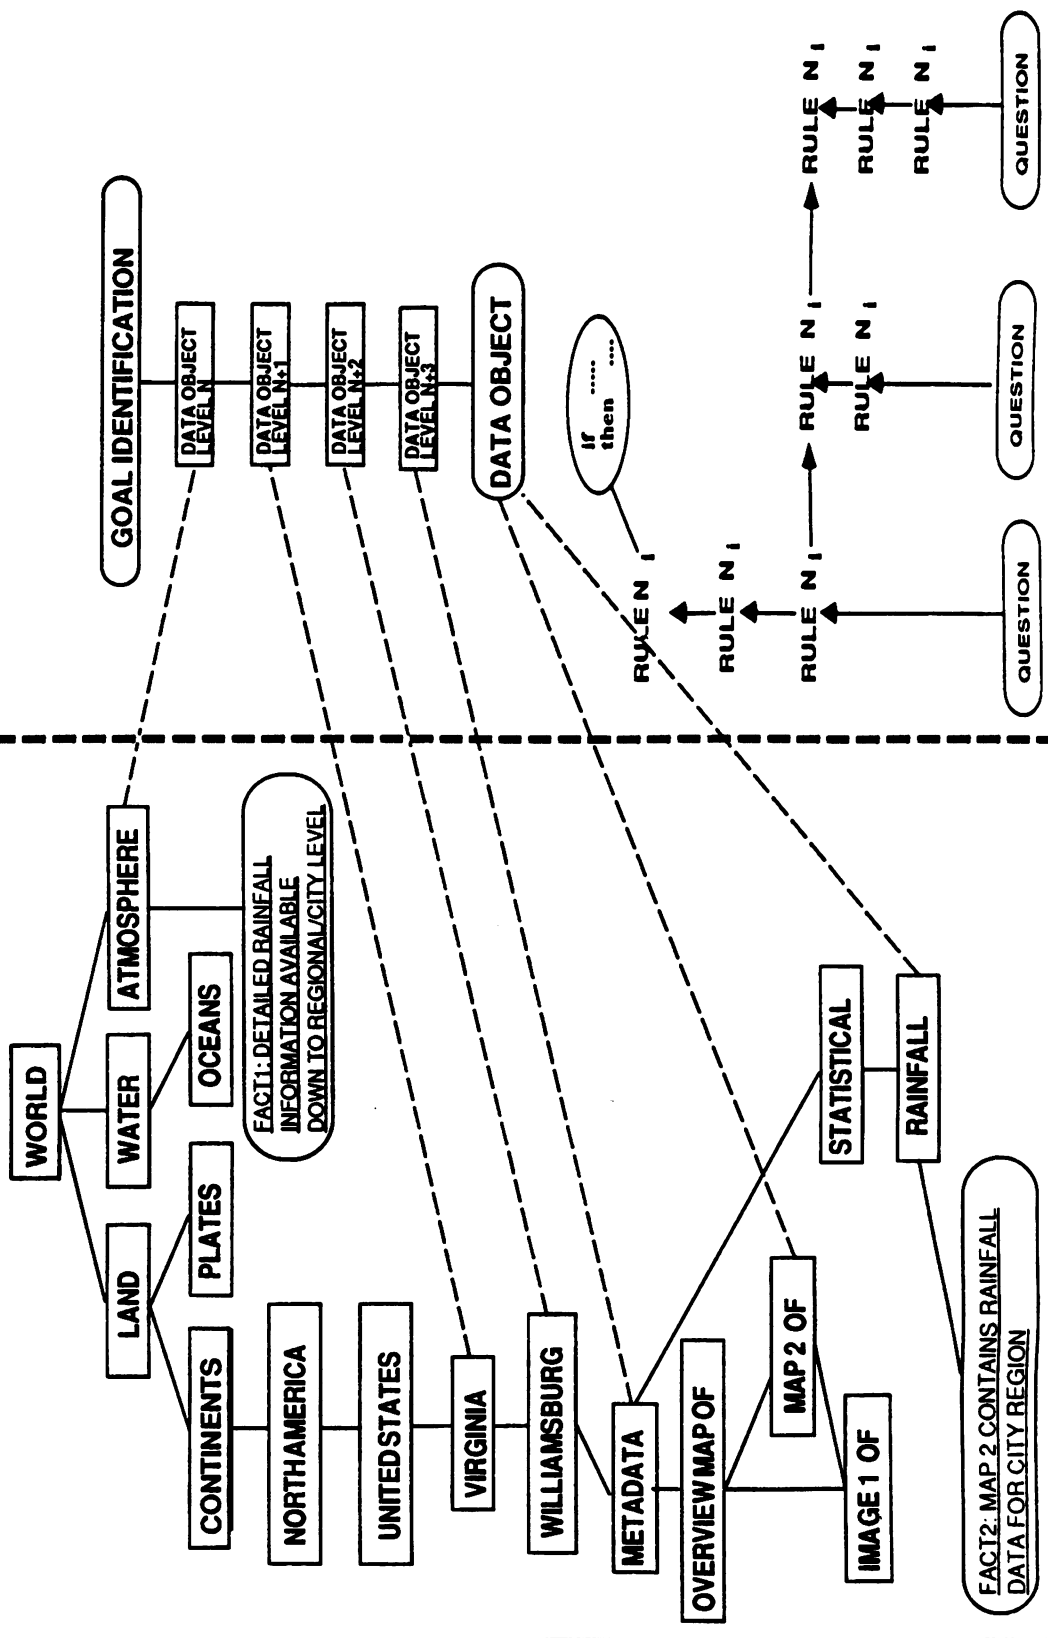 WORLD
LAND
WATER
ATMOSPHERE
CONTINENTS
PLATES
OCEANS
FACT1: DETAILED RAINFALL
INFORMATION AVAILABLE
DOWN TO REGIONAL/CITY LEVEL
NORTHAMERICA
UNITEDSTATES
VIRGINIA
WILLIAMSBURG
METADATA
OVERVIEW MAP OF
MAP 2 OF
IMAGE 1 OF
STATISTICAL
RAINFALL
FACT2: MAP 2 CONTAINS RAINFALL
DATA FOR CITY REGION
GOAL IDENTIFICATION
DATA OBJECT
LEVEL N
DATA OBJECT
LEVEL N+1
DATA OBJECT
LEVEL N+2
DATA OBJECT
LEVEL N+3
DATA OBJECT
if .....
then ....
RULE N i
RULE N i
RULE N i
QUESTION
RULE N i
RULE N i
QUESTION
RULE N i
RULE N i
RULE N i
QUESTION